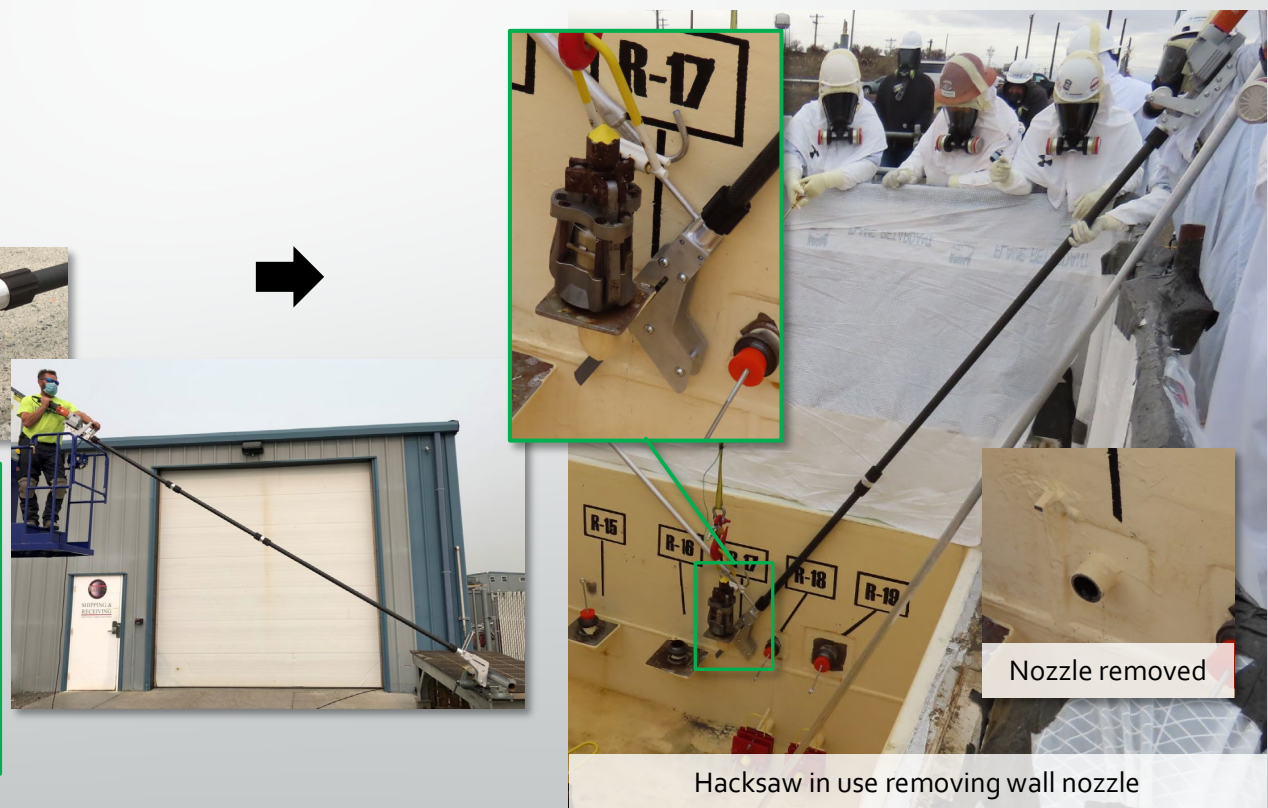 R-17
SHIPPING &
RECEIVING
R-15
R-16
R-17
R-18
R-19
Nozzle removed
Hacksaw in use removing wall nozzle